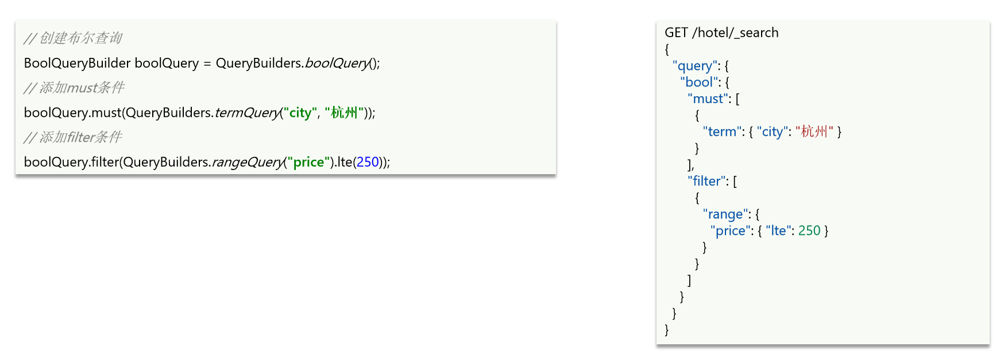 // 创建布尔查询
BoolQueryBuilder boolQuery = QueryBuilders.boolQuery();
// 添加must条件
boolQuery.must(QueryBuilders.termQuery("city", "杭州"));
// 添加filter条件
boolQuery.filter(QueryBuilders.rangeQuery("price").lte(250));
GET /hotel/_search
{
  "query": {
    "bool": {
      "must": [
        {
          "term": { "city": "杭州" }
        }
      ],
      "filter": [
        {
          "range": {
            "price": { "lte": 250 }
          }
        }
      ]
    }
  }
}